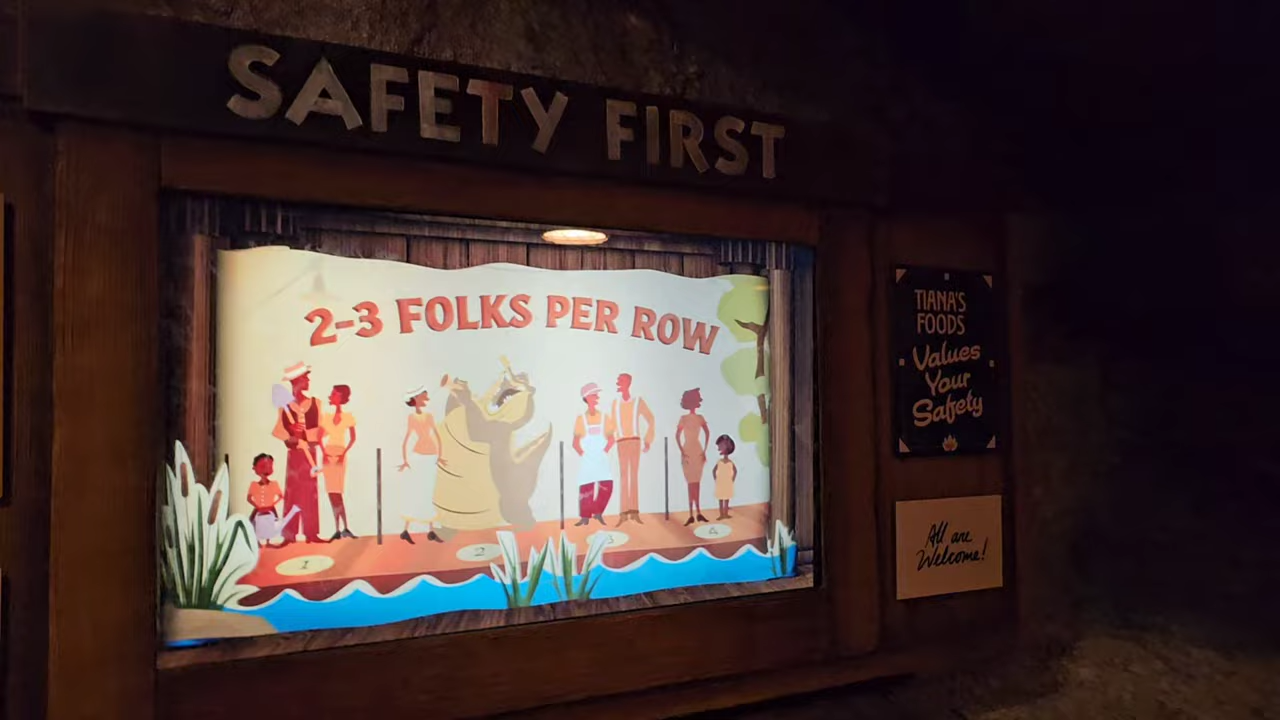 SAFETY FIRST
2-3 FOLKS PER ROW
1
2
3
4
TIANA'S
FOODS
Values
Your
Safety
All are
Welcome!